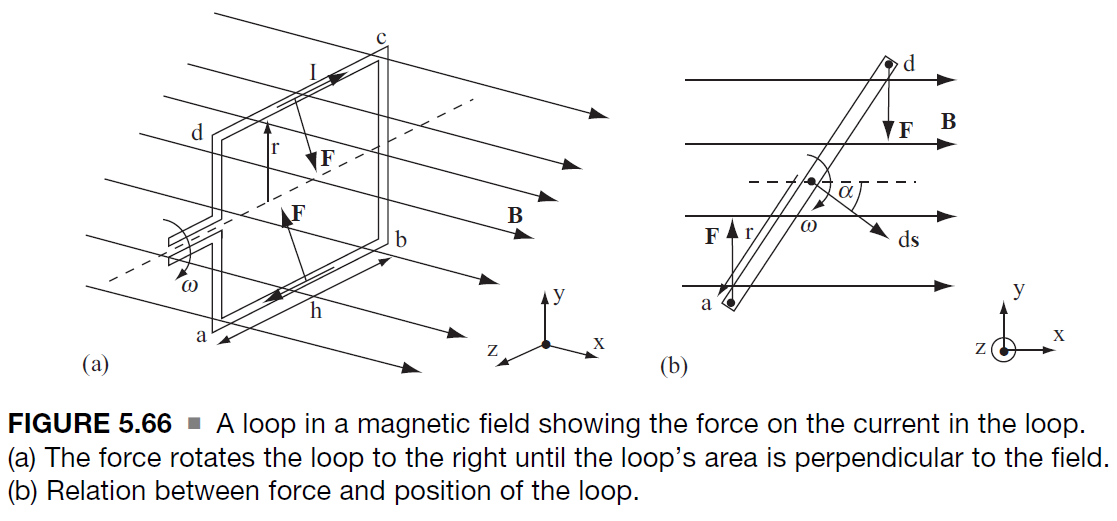 c
I
d
r
F
F
B
b
ω
h
a
y
z
x
(a)
d
F
B
α
F
r
ω
ds
a
y
x
z
(b)
FIGURE 5.66 ■ A loop in a magnetic field showing the force on the current in the loop.
(a) The force rotates the loop to the right until the loop's area is perpendicular to the field.
(b) Relation between force and position of the loop.